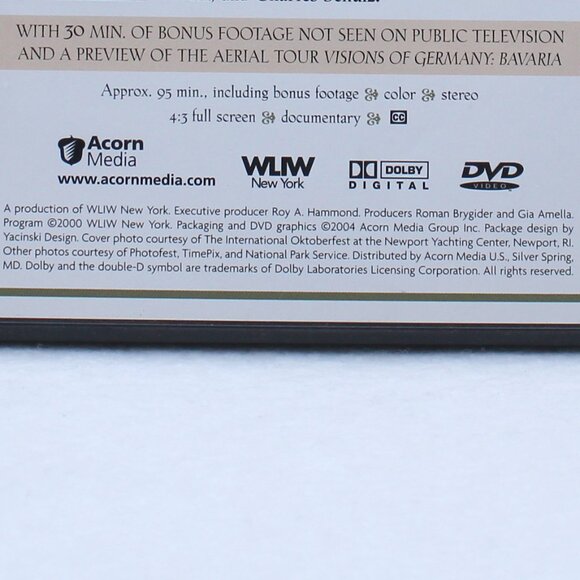 Charles Schulz.
WITH 30 MIN. OF BONUS FOOTAGE NOT SEEN ON PUBLIC TELEVISION
AND A PREVIEW OF THE AERIAL TOUR VISIONS OF GERMANY: BAVARIA
Approx. 95 min., including bonus footage color stereo
4:3 full screen documentary CC
Acorn
Media
www.acornmedia.com
WLIW
New York
DOLBY
DIGITAL
DVD
VIDEO
A production of WLIW New York. Executive producer Roy A. Hammond. Producers Roman Brygider and Gia Amella.
Program ©2000 WLIW New York. Packaging and DVD graphics ©2004 Acorn Media Group Inc. Package design by
Yacinski Design. Cover photo courtesy of The International Oktoberfest at the Newport Yachting Center, Newport, RI.
Other photos courtesy of Photofest, TimePix, and National Park Service. Distributed by Acorn Media U.S., Silver Spring,
MD. Dolby and the double-D symbol are trademarks of Dolby Laboratories Licensing Corporation. All rights reserved.